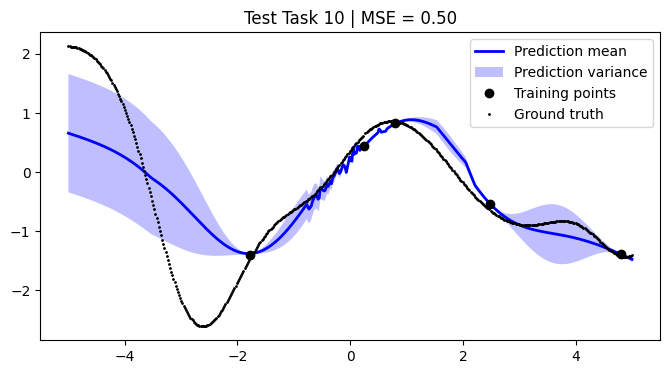 Test Task 10 | MSE = 0.50
Prediction mean
Prediction variance
Training points
Ground truth
2
1
0
−1
−2
−4
−2
0
2
4